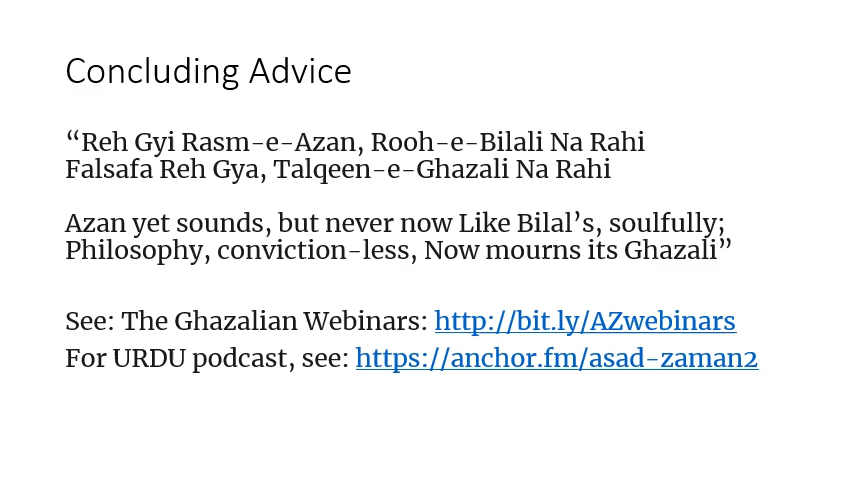 Concluding Advice
“Reh Gyi Rasm-e-Azan, Rooh-e-Bilali Na Rahi
Falsafa Reh Gya, Talqeen-e-Ghazali Na Rahi
Azan yet sounds, but never now Like Bilal’s, soulfully;
Philosophy, conviction-less, Now mourns its Ghazali”
See: The Ghazalian Webinars: http://bit.ly/AZwebinars
For URDU podcast, see: https://anchor.fm/asad-zaman2